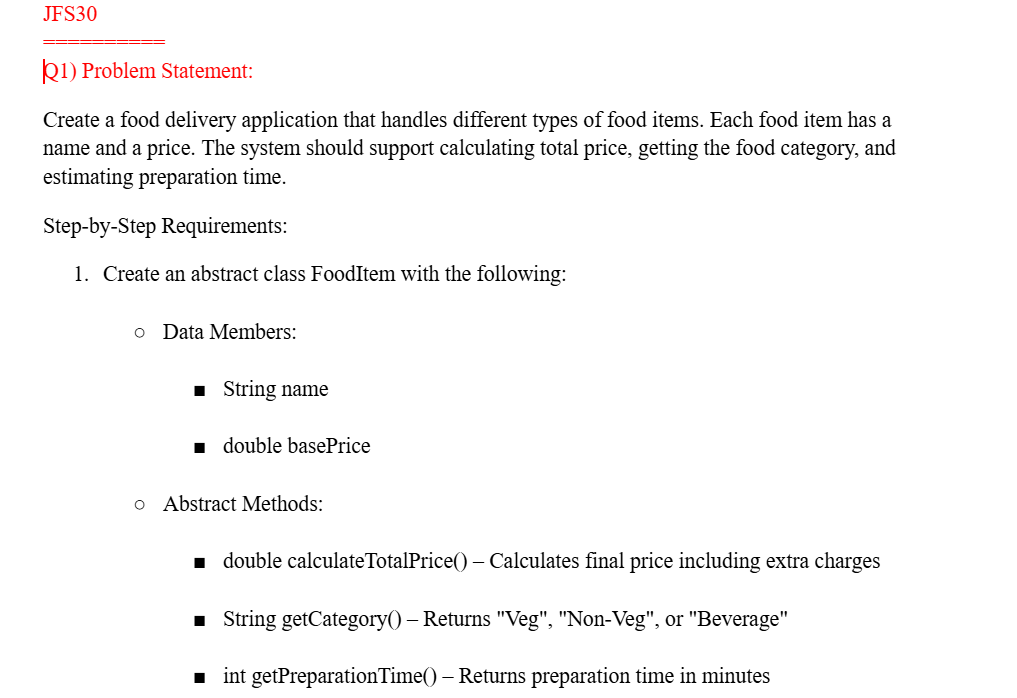 JFS30
==========
Q1) Problem Statement:
Create a food delivery application that handles different types of food items. Each food item has a
name and a price. The system should support calculating total price, getting the food category, and
estimating preparation time.
Step-by-Step Requirements:
1. Create an abstract class FoodItem with the following:
○ Data Members:
■ String name
■ double basePrice
○ Abstract Methods:
■ double calculateTotalPrice() – Calculates final price including extra charges
■ String getCategory() – Returns "Veg", "Non-Veg", or "Beverage"
■ int getPreparationTime() – Returns preparation time in minutes